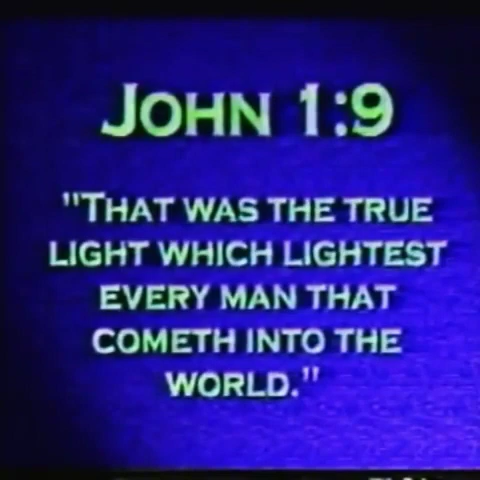 JOHN 1:9
"THAT WAS THE TRUE
LIGHT WHICH LIGHTEST
EVERY MAN THAT
COMETH INTO THE
WORLD."